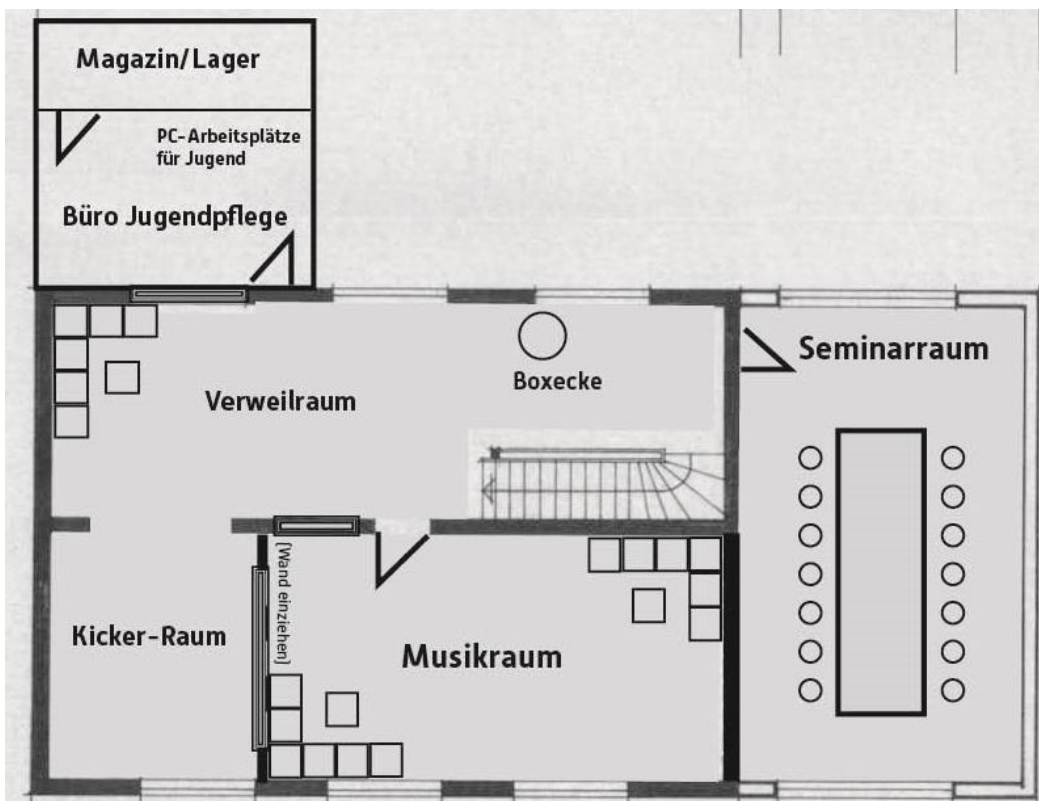 Magazin/Lager
PC-Arbeitsplätze
für Jugend
Büro Jugendpflege
Seminarraum
Boxecke
Verweilraum
(Wand einziehen)
Kicker-Raum
Musikraum